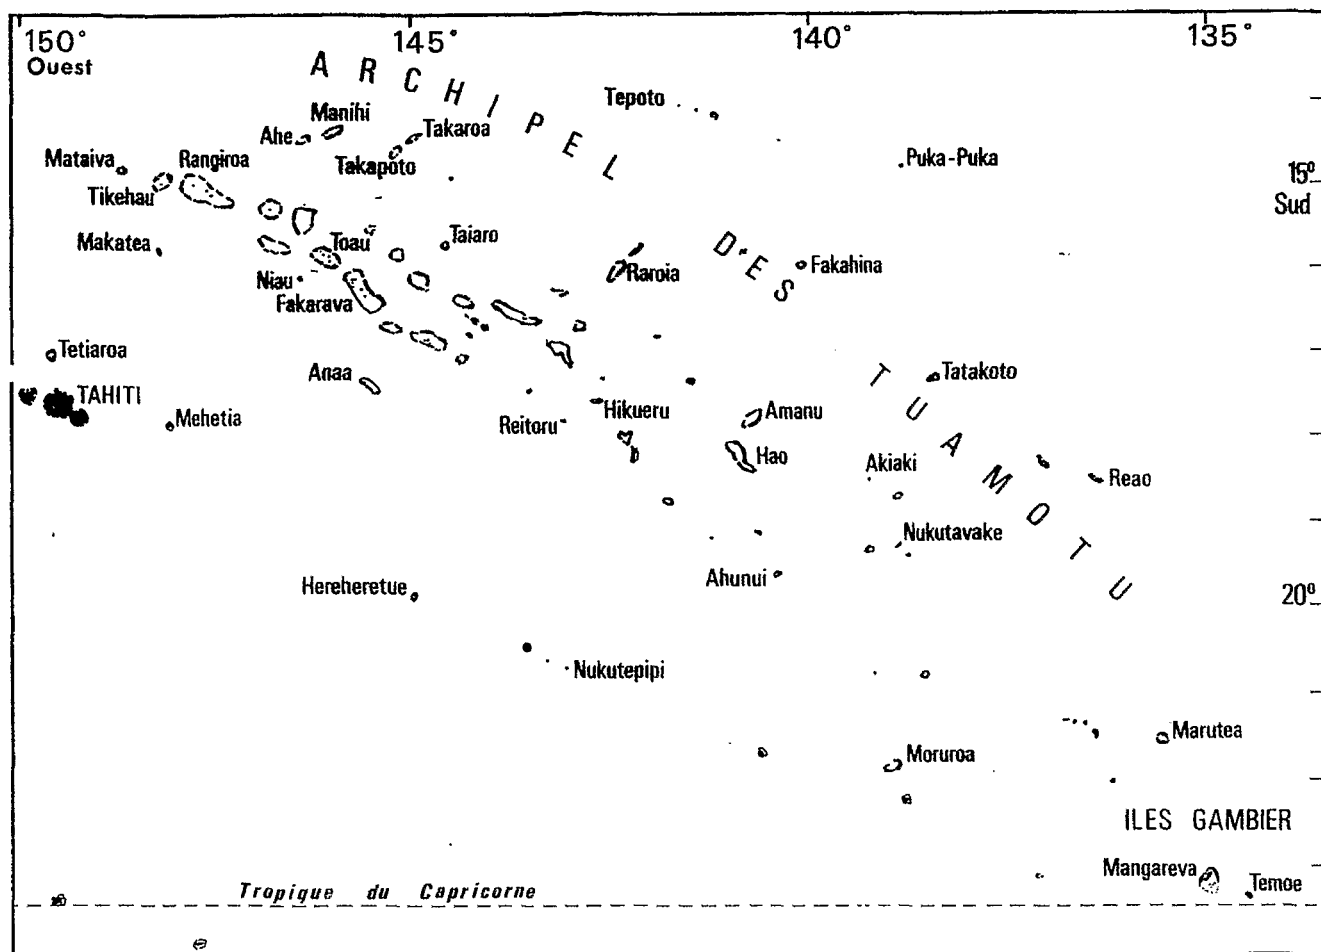 150° 145° 140° 135°
Ouest
ARCHIPEL DES TUAMOTU
Tepoto
Manihi
Ahe
Takaroa
Mataiva
Rangiroa
Takapoto
Puka-Puka
15°
Sud
Tikehau
Makatea
Toau
Taiaro
Niau
Raroia
Fakahina
Fakarava
Tetiaroa
Anaa
Tatakoto
TAHITI
Mehetia
Reitoru
Hikueru
Amanu
Hao
Akiaki
Reao
Nukutavake
Ahunui
Hereheretue
20°
Nukutepipi
Marutea
Moruroa
ILES GAMBIER
Mangareva
Temoe
Tropique du Capricorne